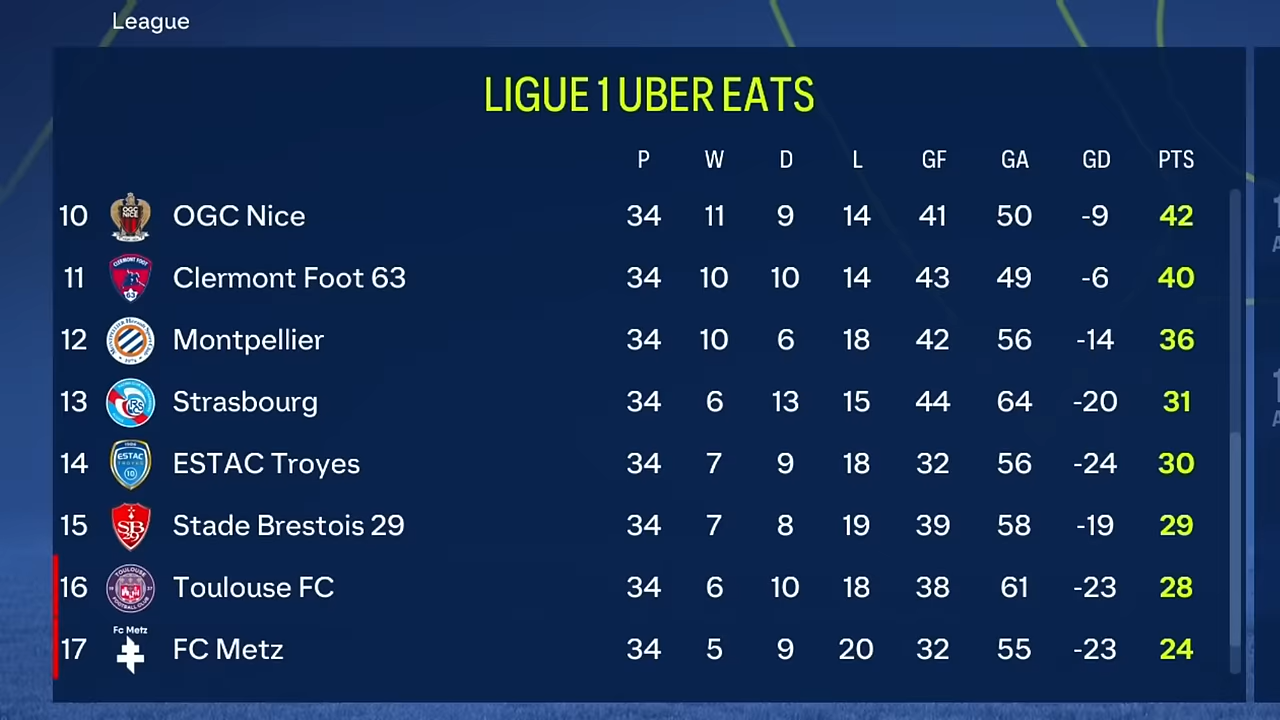 League
LIGUE 1 UBER EATS
P W D L GF GA GD PTS
10 OGC Nice 34 11 9 14 41 50 -9 42
11 Clermont Foot 63 34 10 10 14 43 49 -6 40
12 Montpellier 34 10 6 18 42 56 -14 36
13 Strasbourg 34 6 13 15 44 64 -20 31
14 ESTAC Troyes 34 7 9 18 32 56 -24 30
15 Stade Brestois 29 34 7 8 19 39 58 -19 29
16 Toulouse FC 34 6 10 18 38 61 -23 28
Fc Metz
17 FC Metz 34 5 9 20 32 55 -23 24